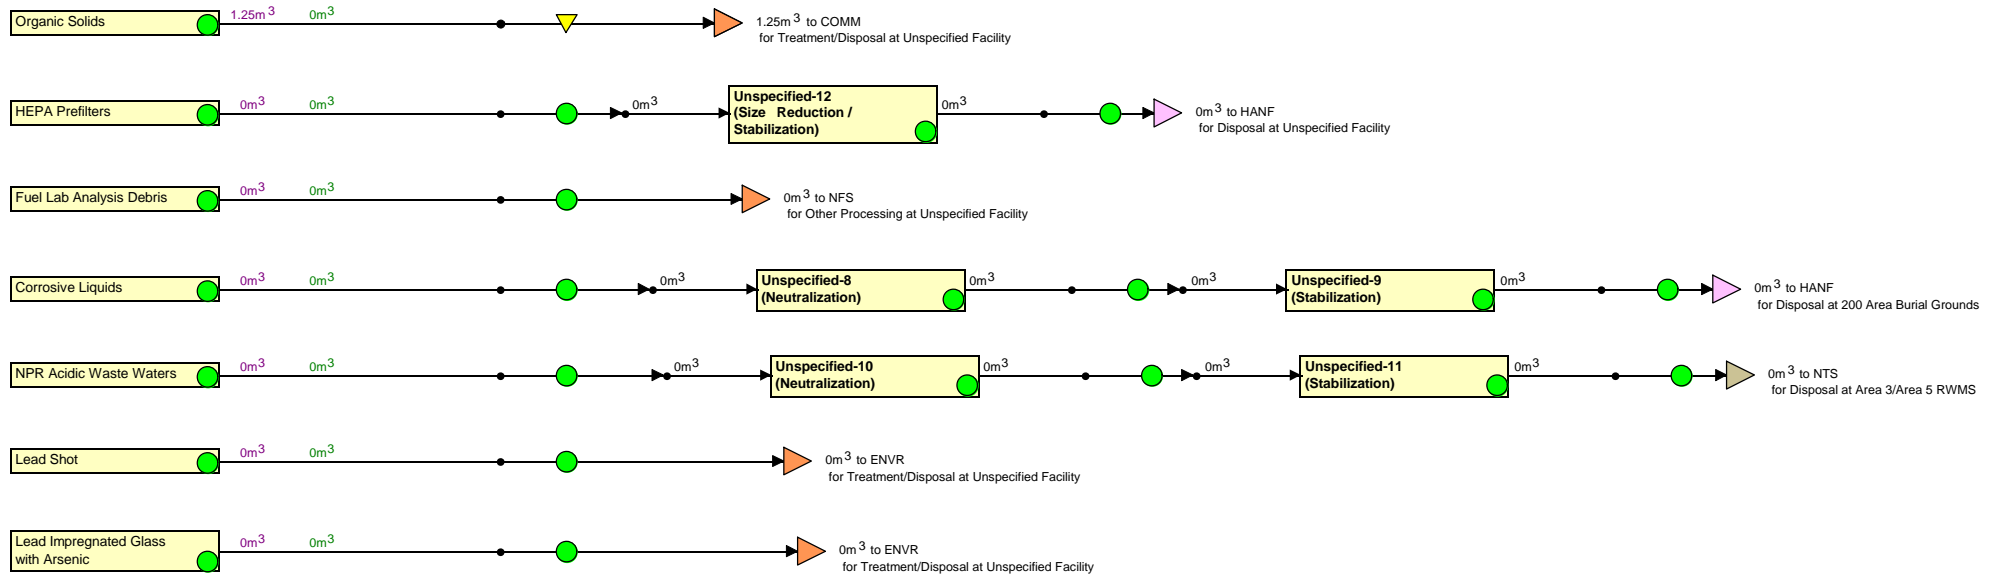 Organic Solids
1.25m3 0m3
1.25m3 to COMM
for Treatment/Disposal at Unspecified Facility
HEPA Prefilters
0m3 0m3
0m3
Unspecified-12
(Size Reduction /
Stabilization)
0m3
0m3 to HANF
for Disposal at Unspecified Facility
Fuel Lab Analysis Debris
0m3 0m3
0m3 to NFS
for Other Processing at Unspecified Facility
Corrosive Liquids
0m3 0m3
0m3
Unspecified-8
(Neutralization)
0m3
0m3
Unspecified-9
(Stabilization)
0m3
0m3 to HANF
for Disposal at 200 Area Burial Grounds
NPR Acidic Waste Waters
0m3 0m3
0m3
Unspecified-10
(Neutralization)
0m3
0m3
Unspecified-11
(Stabilization)
0m3
0m3 to NTS
for Disposal at Area 3/Area 5 RWMS
Lead Shot
0m3 0m3
0m3 to ENVR
for Treatment/Disposal at Unspecified Facility
Lead Impregnated Glass
with Arsenic
0m3 0m3
0m3 to ENVR
for Treatment/Disposal at Unspecified Facility